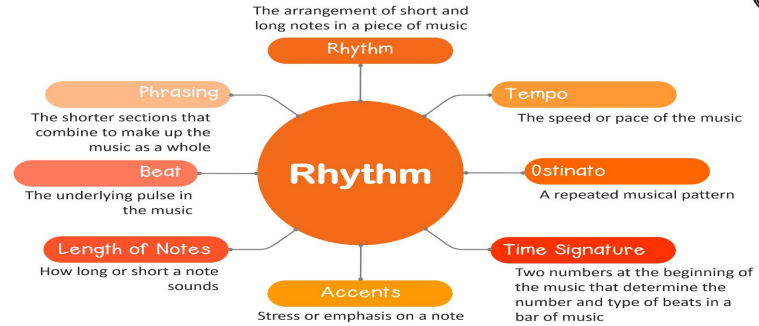 The arrangement of short and
long notes in a piece of music
Rhythm
Phrasing
The shorter sections that
combine to make up the
music as a whole
Tempo
The speed or pace of the music
Beat
The underlying pulse in
the music
Rhythm
Ostinato
A repeated musical pattern
Length of Notes
How long or short a note
sounds
Time Signature
Two numbers at the beginning of
the music that determine the
number and type of beats in a
bar of music
Accents
Stress or emphasis on a note